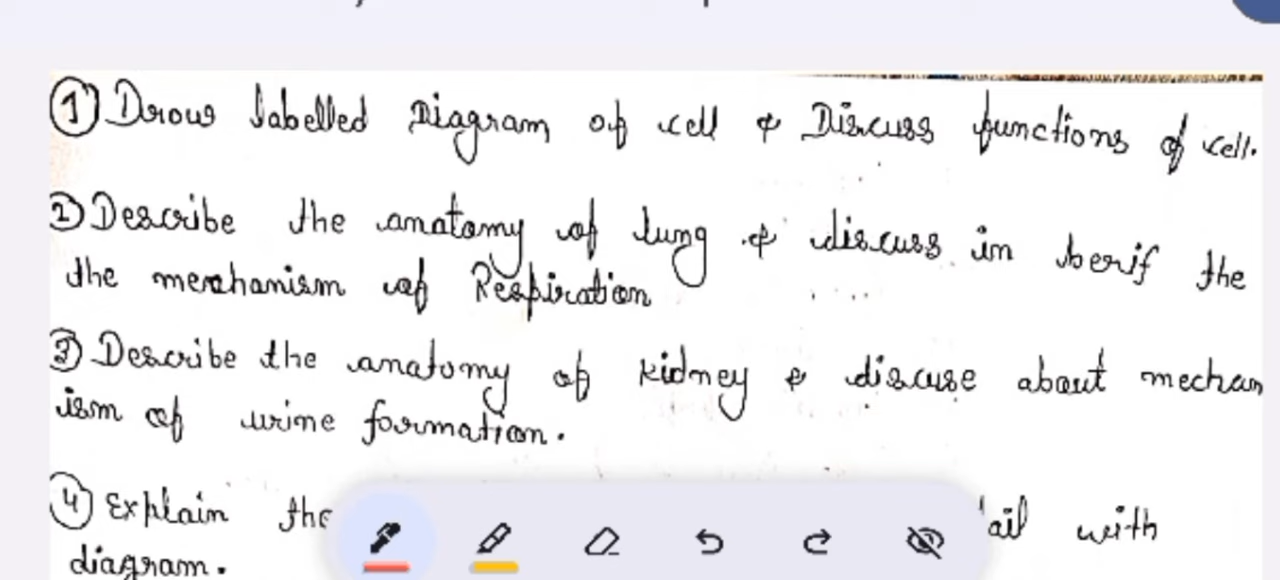 1) Drow labelled Diagram of cell & Discuss functions of cell.
2) Describe the anatomy of lung & discuss in berif the
the mechanism of Respiration
3) Describe the anatomy of kidney & discuse about mechan
ism of urine formation.
4) Explain the ail with
diagram.